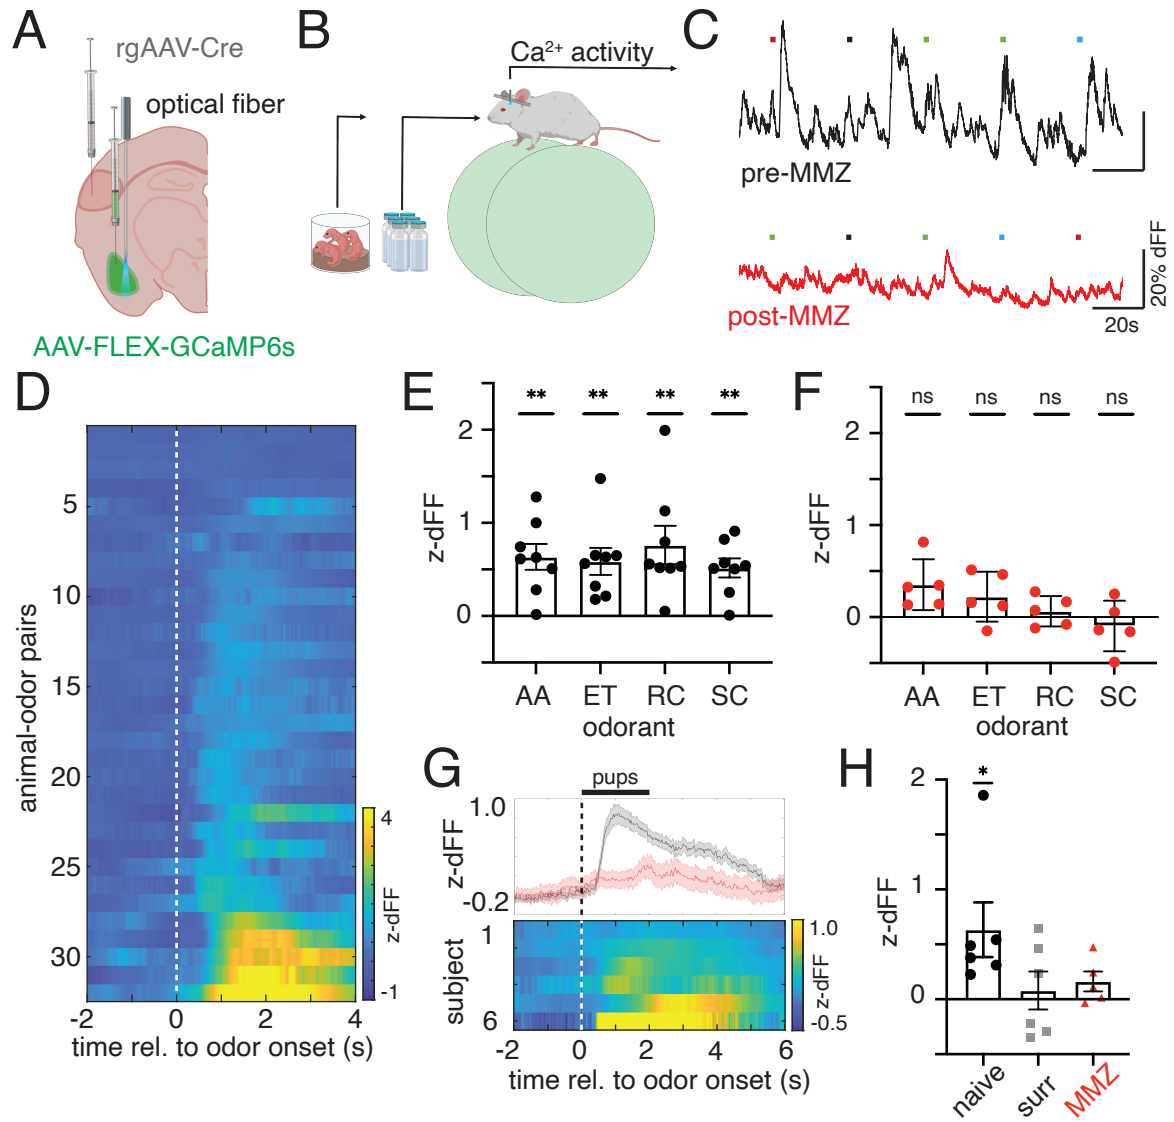 A
rgAAV-Cre
optical fiber
AAV-FLEX-GCaMP6s
B
Ca²⁺ activity
C
pre-MMZ
post-MMZ
20% dFF
20s
D
animal-odor pairs
5
10
15
20
25
30
-2
0
2
4
time rel. to odor onset (s)
4
z-dFF
-1
E
** ** ** **
z-dFF
2
1
0
AA ET RC SC
odorant
F
ns ns ns ns
z-dFF
2
1
0
AA ET RC SC
odorant
G
pups
1.0
z-dFF
-0.2
subject
1
6
1.0
z-dFF
-0.5
-2 0 2 4 6
time rel. to odor onset (s)
H
*
z-dFF
2
1
0
naive
surr
MMZ